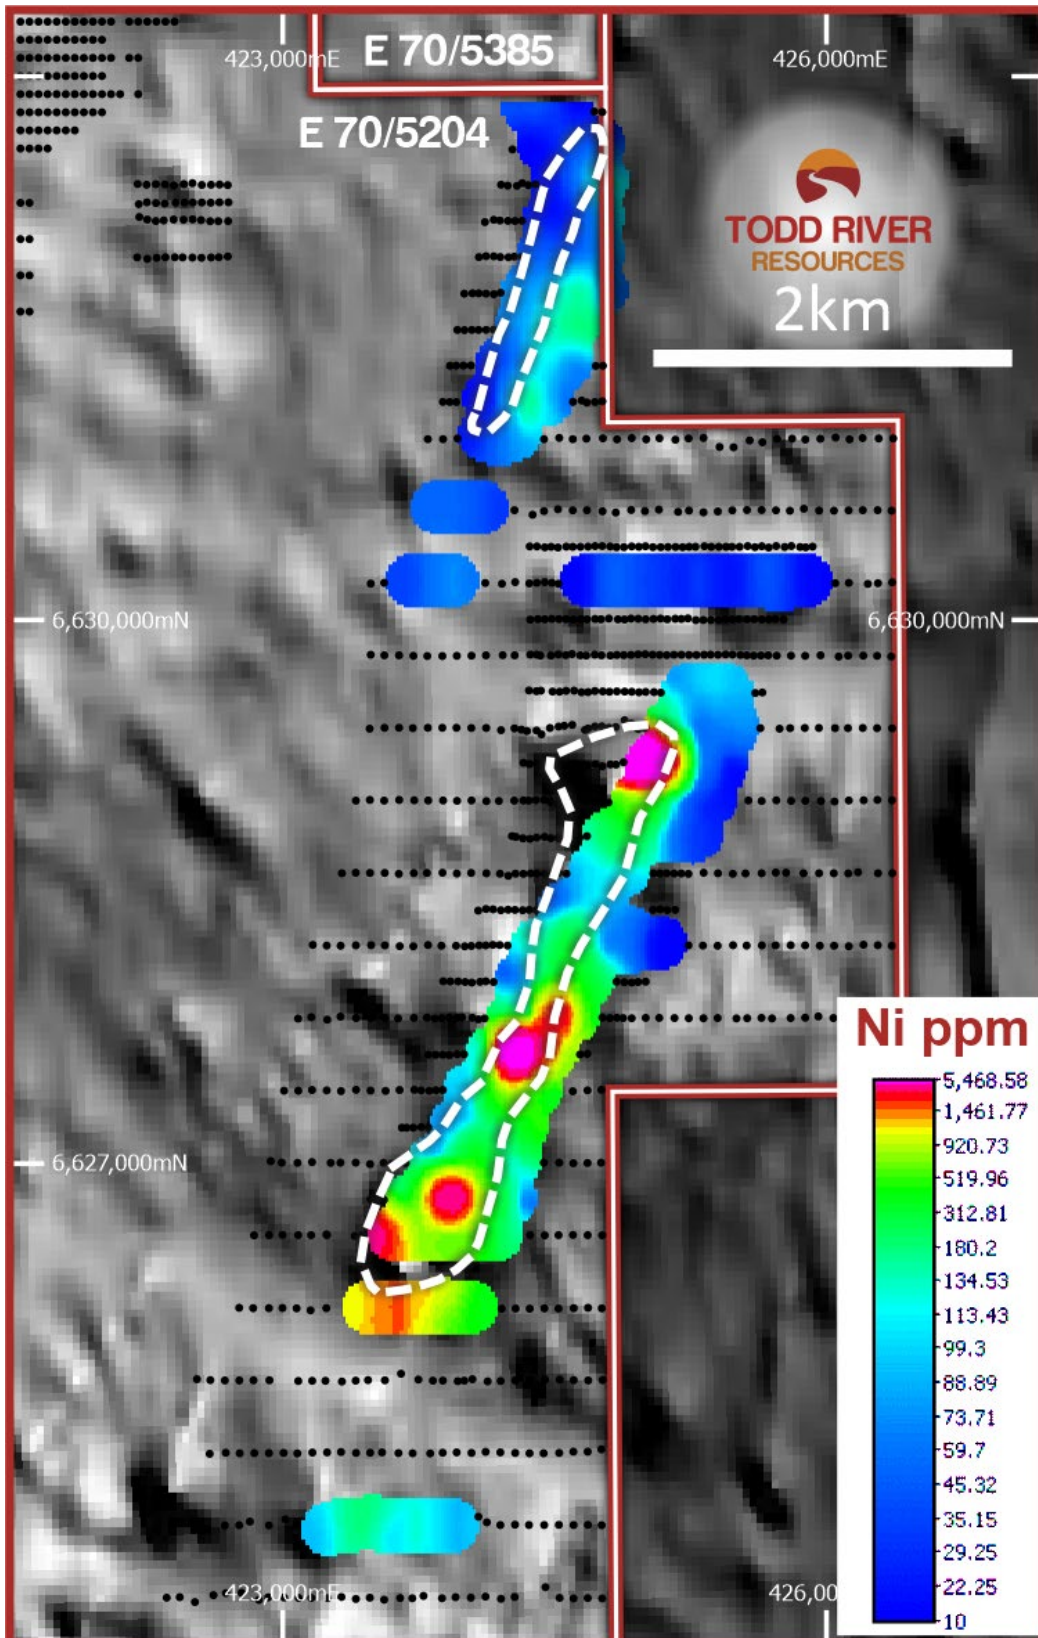 423,000mE
E 70/5385
426,000mE
E 70/5204
TODD RIVER
RESOURCES
2km
6,630,000mN
6,630,000mN
Ni ppm
5,468.58
1,461.77
920.73
519.96
312.81
180.2
134.53
113.43
99.3
88.89
73.71
59.7
45.32
35.15
29.25
22.25
10
6,627,000mN
423,000mE
426,00